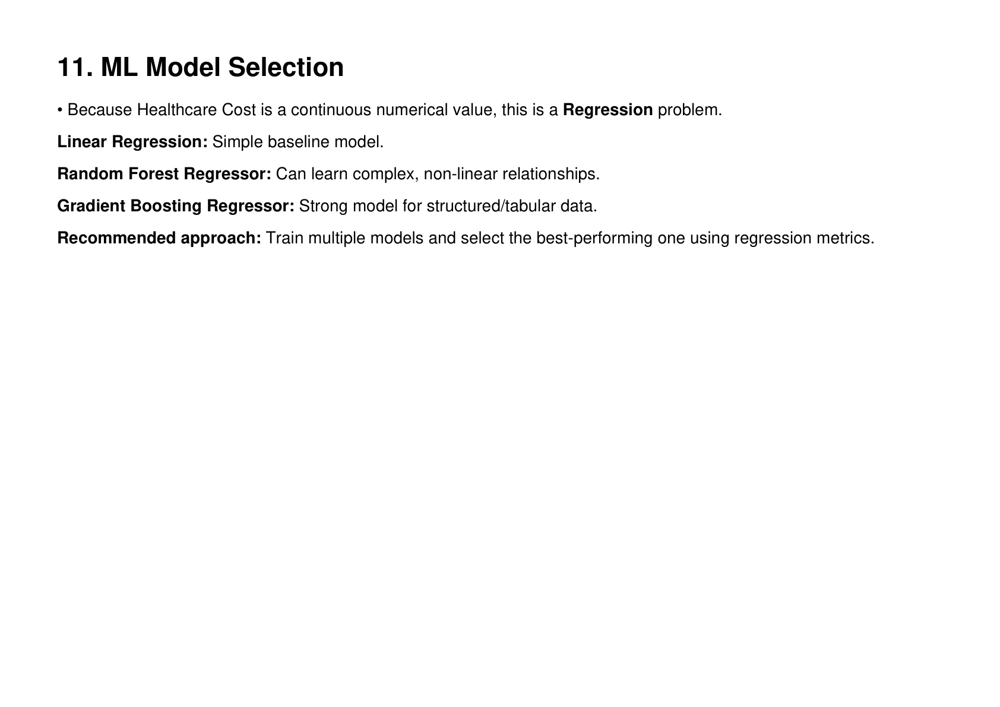 11. ML Model Selection
• Because Healthcare Cost is a continuous numerical value, this is a Regression problem.
Linear Regression: Simple baseline model.
Random Forest Regressor: Can learn complex, non-linear relationships.
Gradient Boosting Regressor: Strong model for structured/tabular data.
Recommended approach: Train multiple models and select the best-performing one using regression metrics.